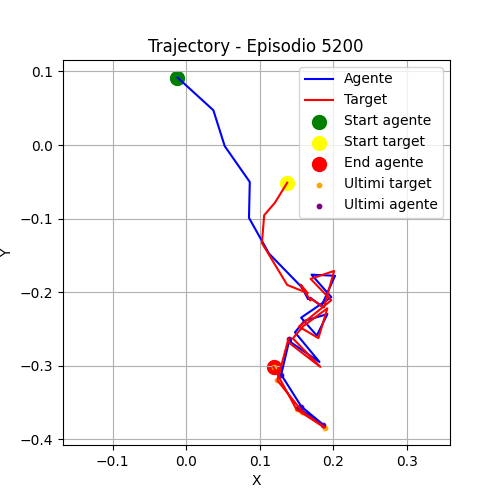 Trajectory - Episodio 5200
Agente
Target
Start agente
Start target
End agente
Ultimi target
Ultimi agente
0.1
0.0
−0.1
−0.2
−0.3
−0.4
Y
−0.1
0.0
0.1
0.2
0.3
X